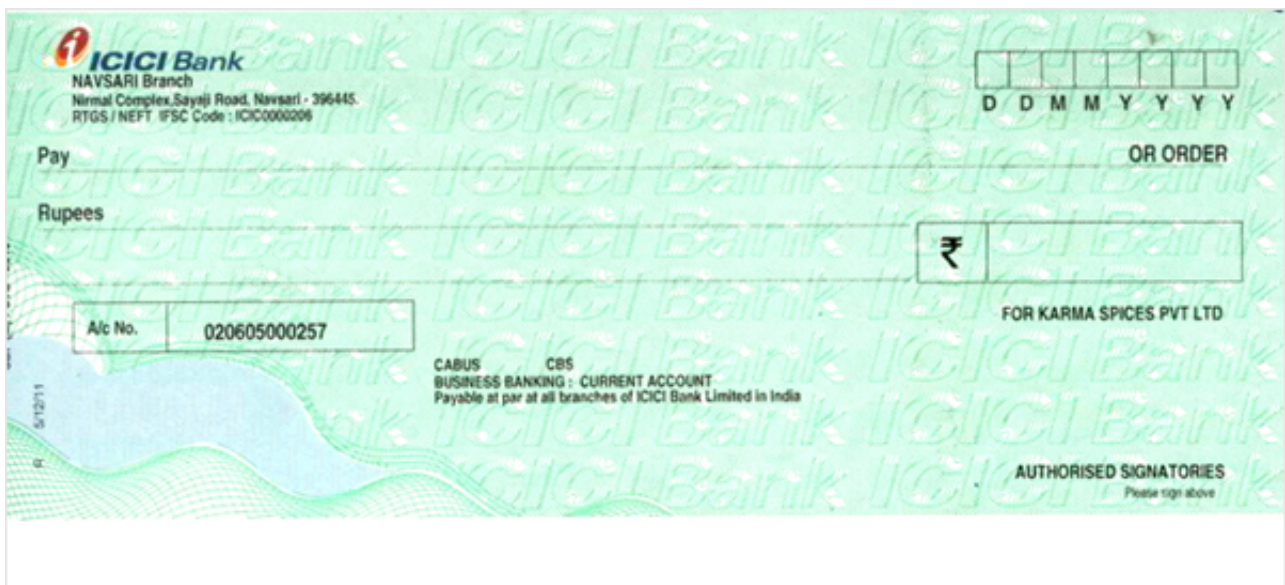 ICICI Bank
NAVSARI Branch
Nirmal Complex,Sayaji Road, Navsari - 396445.
RTGS / NEFT IFSC Code : ICIC0000206
D D M M Y Y Y Y
Pay
OR ORDER
Rupees
₹
FOR KARMA SPICES PVT LTD
A/c No. 020605000257
CABUS CBS
BUSINESS BANKING : CURRENT ACCOUNT
Payable at par at all branches of ICICI Bank Limited in India
5/12/11
AUTHORISED SIGNATORIES
Please sign above